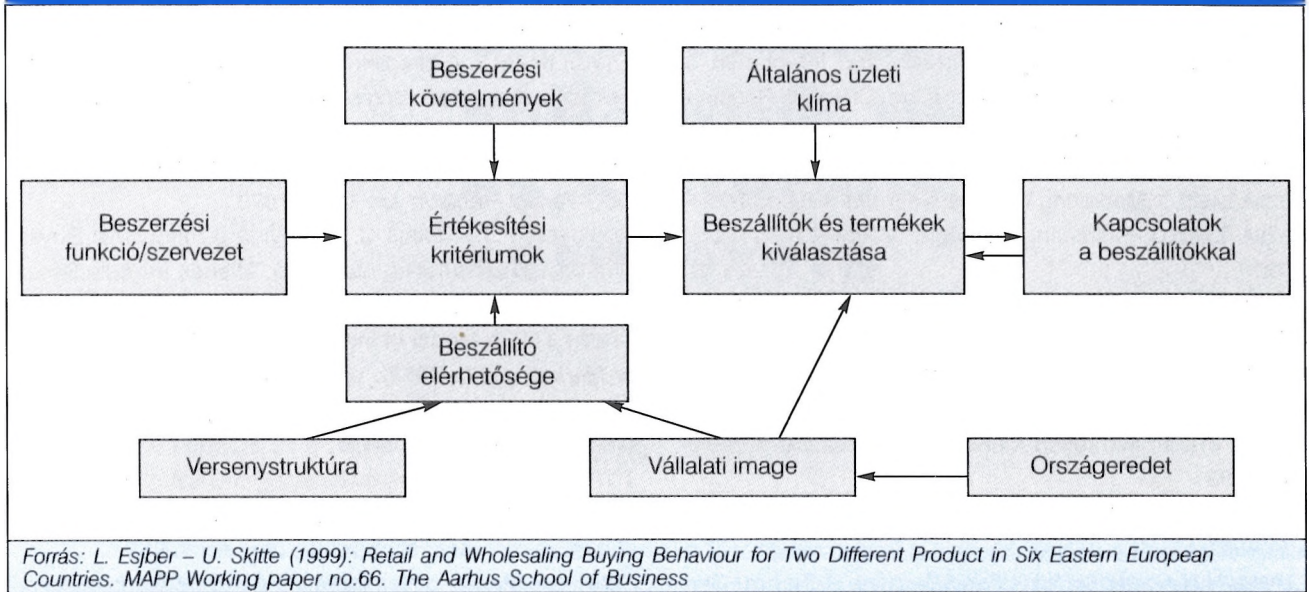 Beszerzési
követelmények
Általános üzleti
klíma
Beszerzési
funkció/szervezet
Értékesítési
kritériumok
Beszállítók és termékek
kiválasztása
Kapcsolatok
a beszállítókkal
Beszállító
elérhetősége
Versenystruktúra
Vállalati image
Országeredet
Forrás: L. Esjber – U. Skitte (1999): Retail and Wholesaling Buying Behaviour for Two Different Product in Six Eastern European
Countries. MAPP Working paper no.66. The Aarhus School of Business